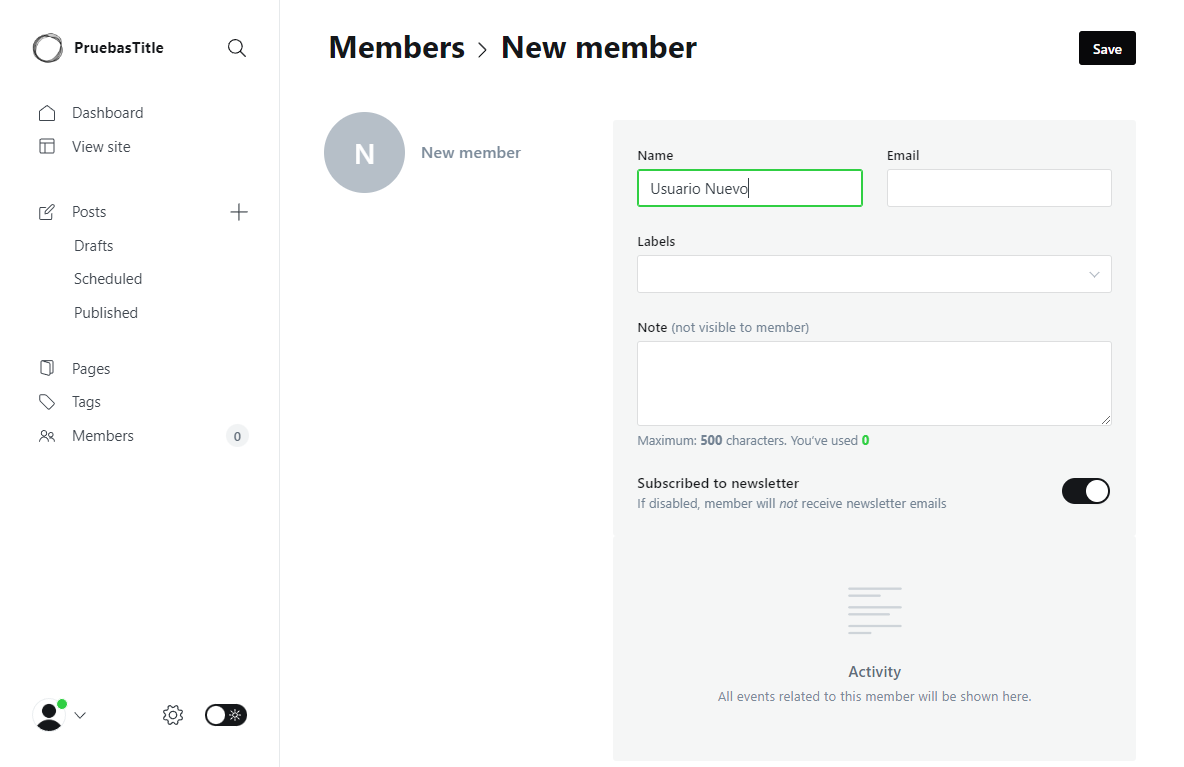 PruebasTitle
Dashboard
View site
Posts
Drafts
Scheduled
Published
Pages
Tags
Members 0
Members > New member
Save
N New member
Name Email
Usuario Nuevo
Labels
Note (not visible to member)
Maximum: 500 characters. You've used 0
Subscribed to newsletter
If disabled, member will not receive newsletter emails
Activity
All events related to this member will be shown here.